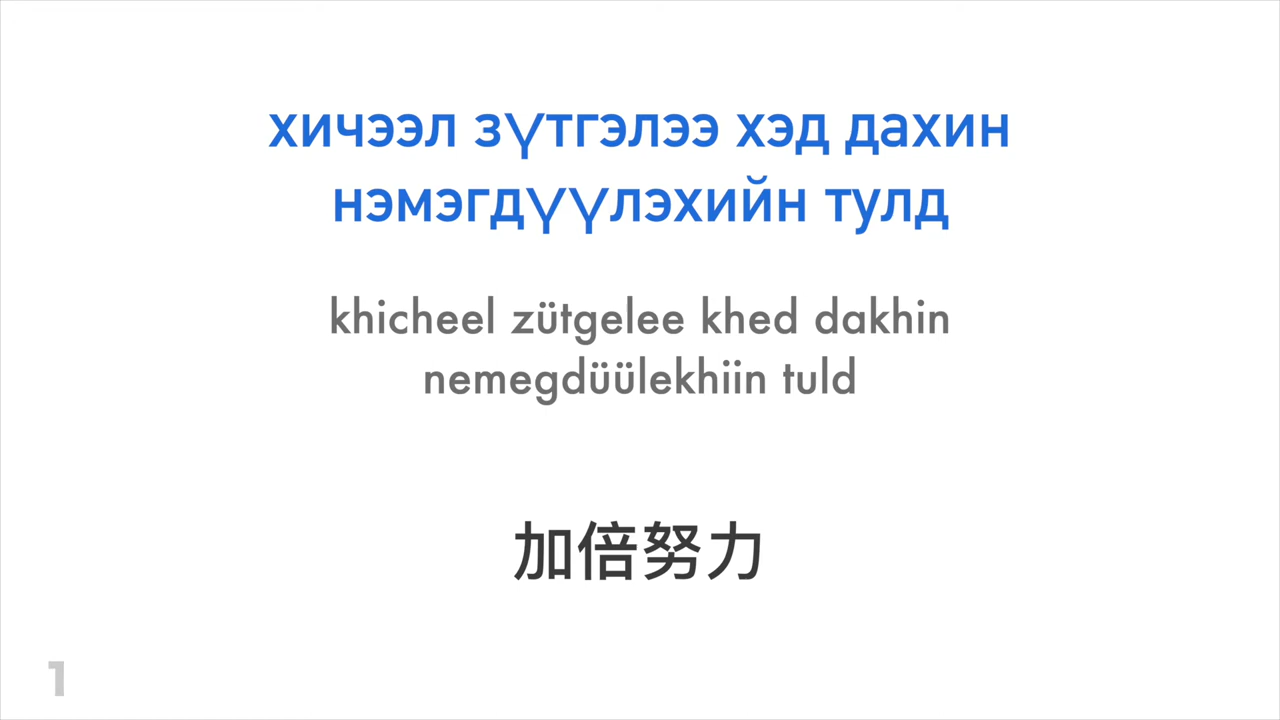 хичээл зүтгэлээ хэд дахин
нэмэгдүүлэхийн тулд
khicheel zütgelee khed dakhin
nemegdüülekhiin tuld
加倍努力
1